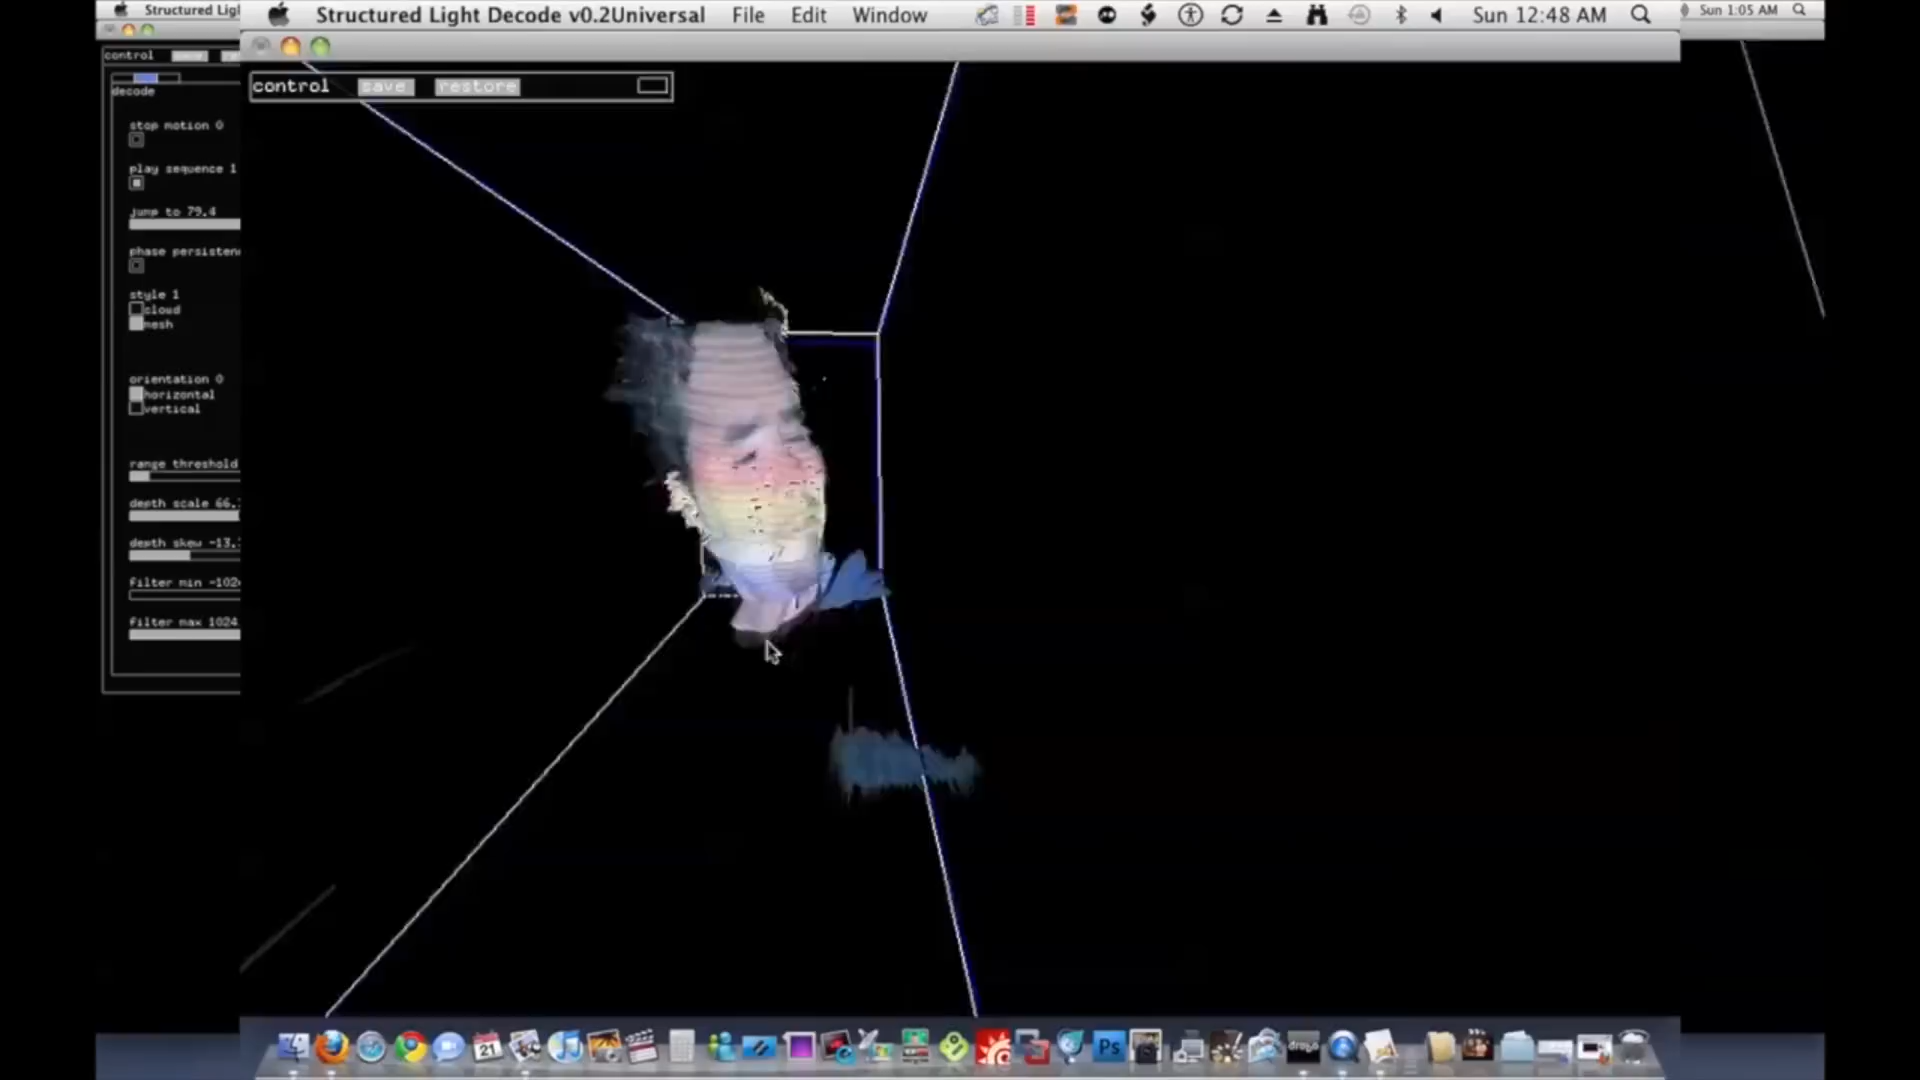 Structured Ligl
Structured Light Decode v0.2Universal File Edit Window Sun 12:48 AM
Sun 1:05 AM
control
control save restore
decode
stop motion 0
play sequence 1
jump to 79.4
phase persisten
style 1
cloud
mesh
orientation 0
horizontal
vertical
range threshold
depth scale 66.
depth skew -13.
filter min -102
filter max 1024
21
Ps
drop